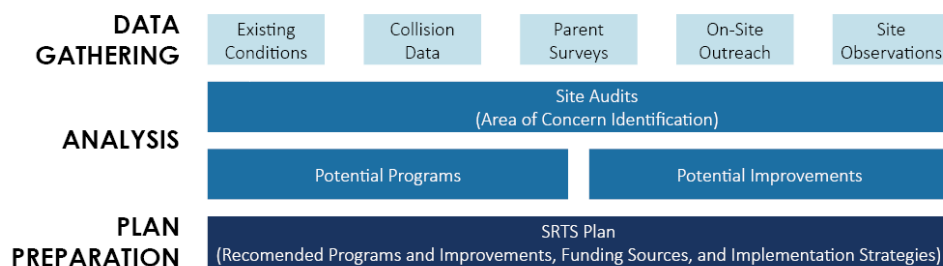 DATA
GATHERING
Existing
Conditions
Collision
Data
Parent
Surveys
On-Site
Outreach
Site
Observations
ANALYSIS
Site Audits
(Area of Concern Identification)
Potential Programs
Potential Improvements
PLAN
PREPARATION
SRTS Plan
(Recomended Programs and Improvements, Funding Sources, and Implementation Strategies)